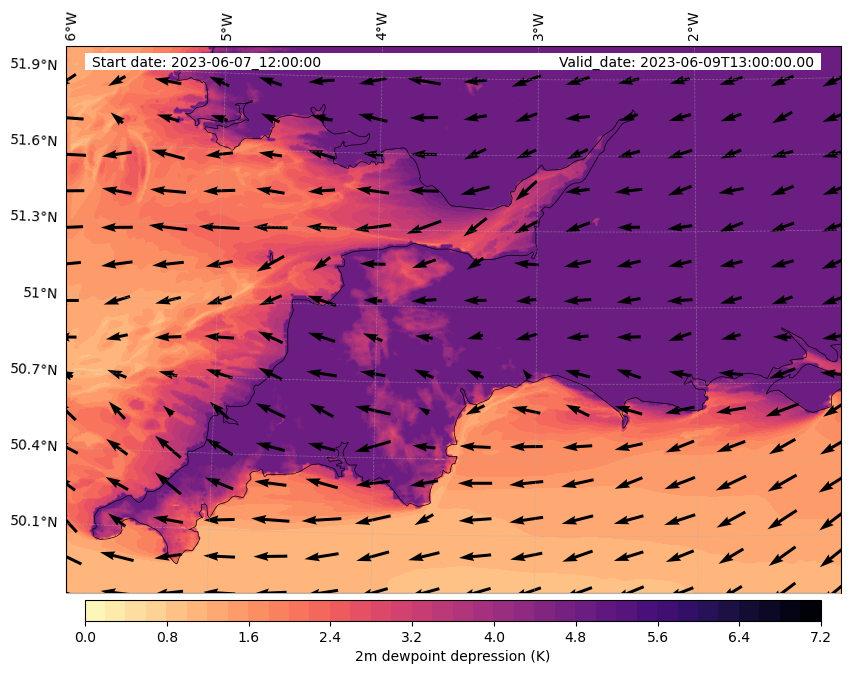 6°W 5°W 4°W 3°W 2°W
Start date: 2023-06-07_12:00:00 Valid_date: 2023-06-09T13:00:00.00
51.9°N
51.6°N
51.3°N
51°N
50.7°N
50.4°N
50.1°N
0.0 0.8 1.6 2.4 3.2 4.0 4.8 5.6 6.4 7.2
2m dewpoint depression (K)